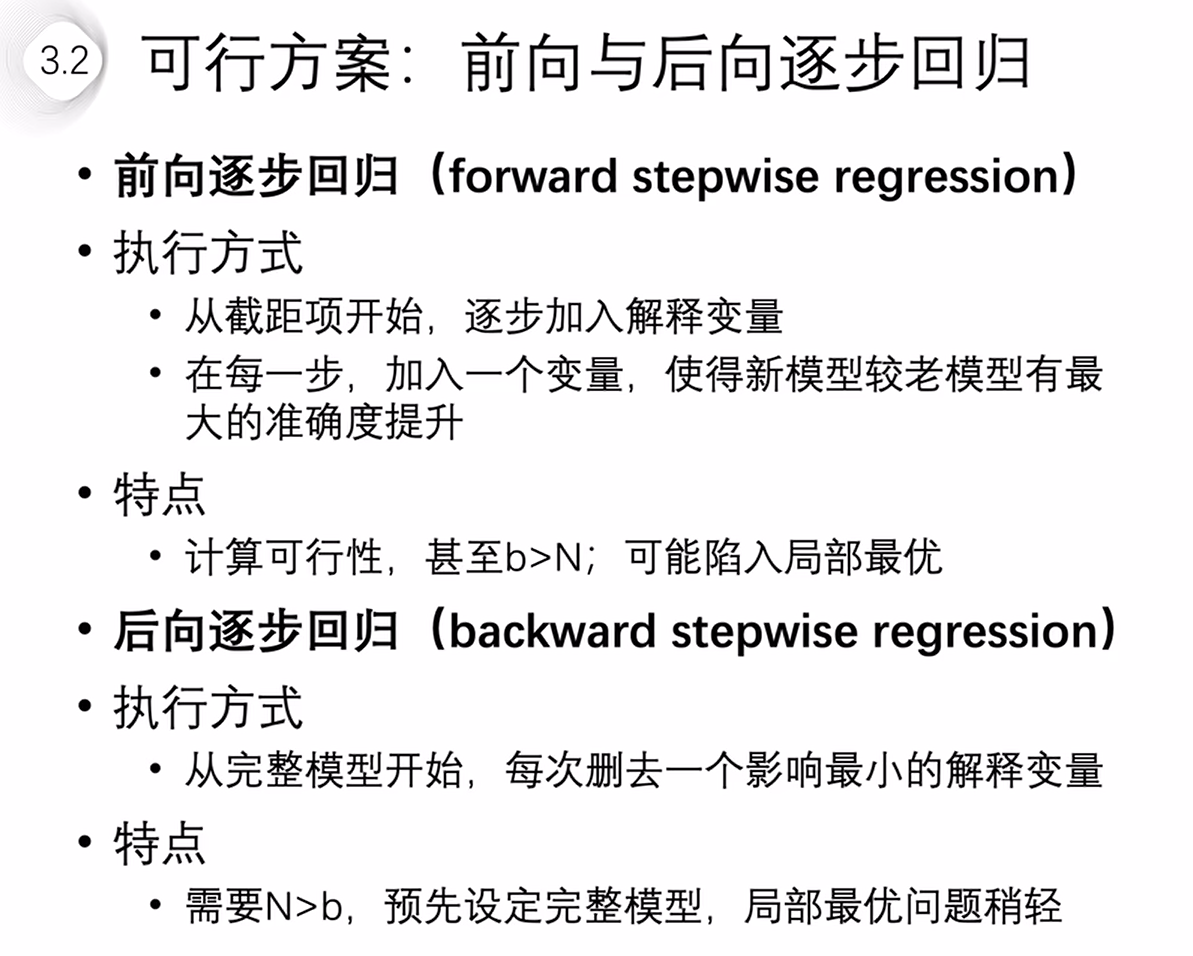 3.2 可行方案：前向与后向逐步回归
• 前向逐步回归（forward stepwise regression）
• 执行方式
• 从截距项开始，逐步加入解释变量
• 在每一步，加入一个变量，使得新模型较老模型有最
大的准确度提升
• 特点
• 计算可行性，甚至b>N；可能陷入局部最优
• 后向逐步回归（backward stepwise regression）
• 执行方式
• 从完整模型开始，每次删去一个影响最小的解释变量
• 特点
• 需要N>b，预先设定完整模型，局部最优问题稍轻